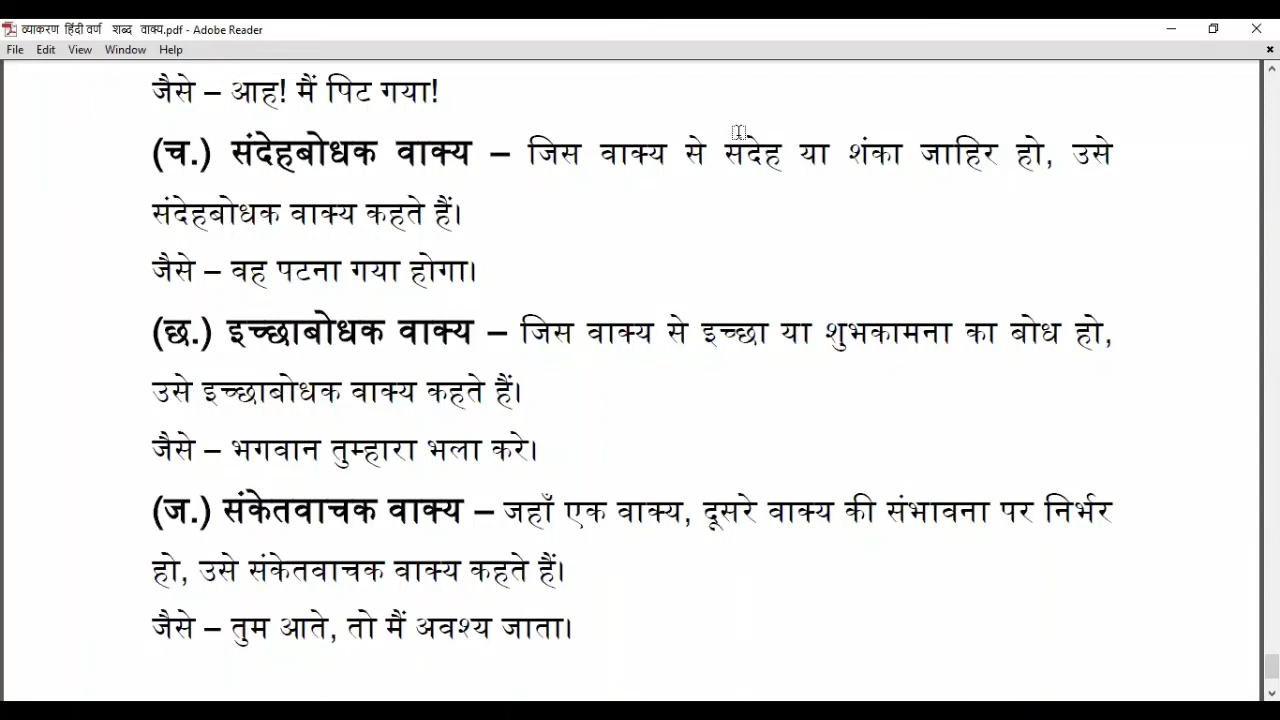 व्याकरण हिंदी वर्ण शब्द वाक्य.pdf - Adobe Reader
File Edit View Window Help
जैसे – आह! मैं पिट गया!
(च.) संदेहबोधक वाक्य – जिस वाक्य से संदेह या शंका जाहिर हो, उसे
संदेहबोधक वाक्य कहते हैं।
जैसे – वह पटना गया होगा।
(छ.) इच्छाबोधक वाक्य – जिस वाक्य से इच्छा या शुभकामना का बोध हो,
उसे इच्छाबोधक वाक्य कहते हैं।
जैसे – भगवान तुम्हारा भला करे।
(ज.) संकेतवाचक वाक्य – जहाँ एक वाक्य, दूसरे वाक्य की संभावना पर निर्भर
हो, उसे संकेतवाचक वाक्य कहते हैं।
जैसे – तुम आते, तो मैं अवश्य जाता।